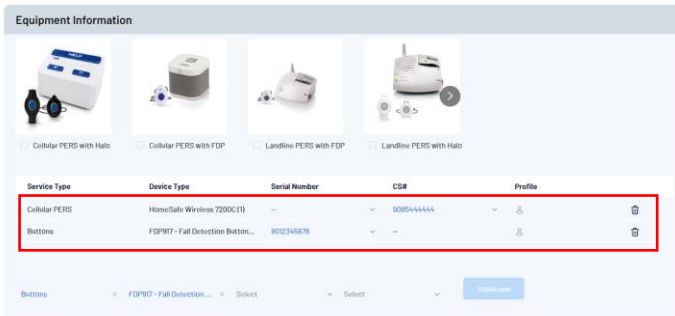 Equipment Information
HELP
Cellular PERS with Halo
Cellular PERS with FDP
Landline PERS with FDP
Landline PERS with Halo
Service Type Device Type Serial Number CS# Profile
Cellular PERS HomeSafe Wireless 7200C (1) – 9085444444
Buttons FDP917 - Fall Detection Button... 9012345678 –
Buttons FDP917 - Fall Detection ... Select Select Create new